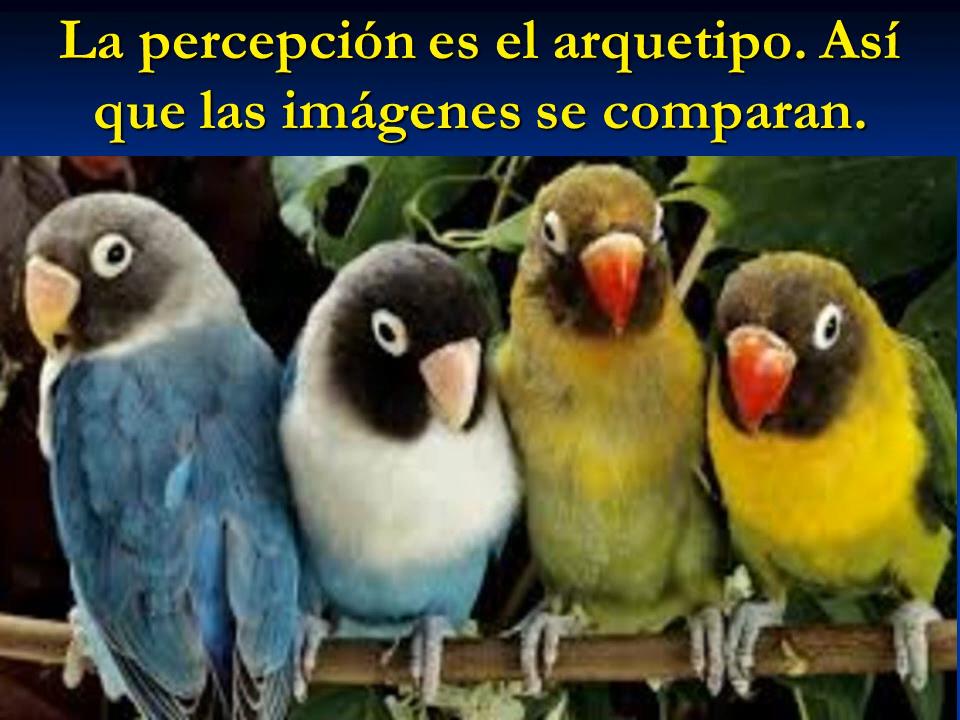 La percepción es el arquetipo. Así
que las imágenes se comparan.